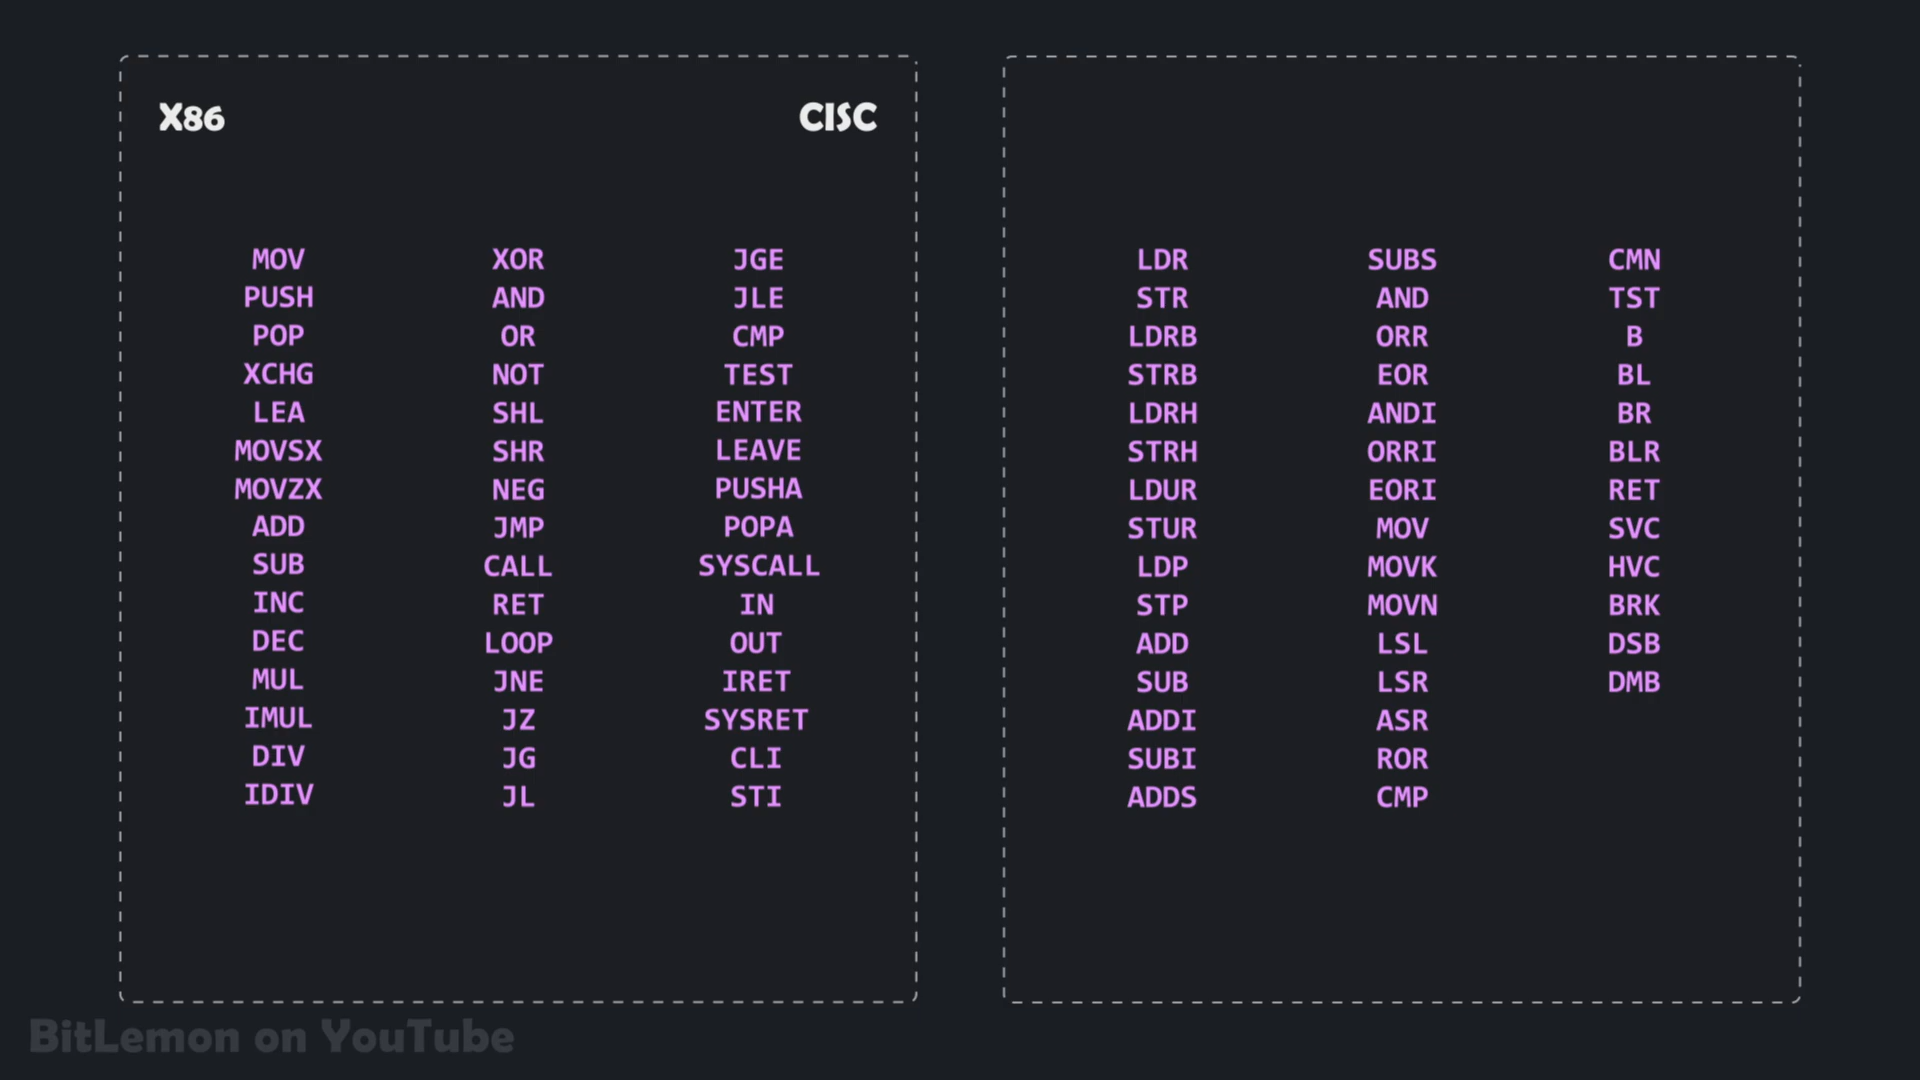 X86
CISC
MOV XOR JGE
PUSH AND JLE
POP OR CMP
XCHG NOT TEST
LEA SHL ENTER
MOVSX SHR LEAVE
MOVZX NEG PUSHA
ADD JMP POPA
SUB CALL SYSCALL
INC RET IN
DEC LOOP OUT
MUL JNE IRET
IMUL JZ SYSRET
DIV JG CLI
IDIV JL STI
LDR SUBS CMN
STR AND TST
LDRB ORR B
STRB EOR BL
LDRH ANDI BR
STRH ORRI BLR
LDUR EORI RET
STUR MOV SVC
LDP MOVK HVC
STP MOVN BRK
ADD LSL DSB
SUB LSR DMB
ADDI ASR
SUBI ROR
ADDS CMP
BitLemon on YouTube